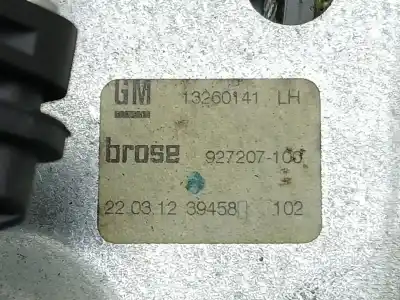 GM 13260141 LH
brose 927207-100
22.03.12 39458 102